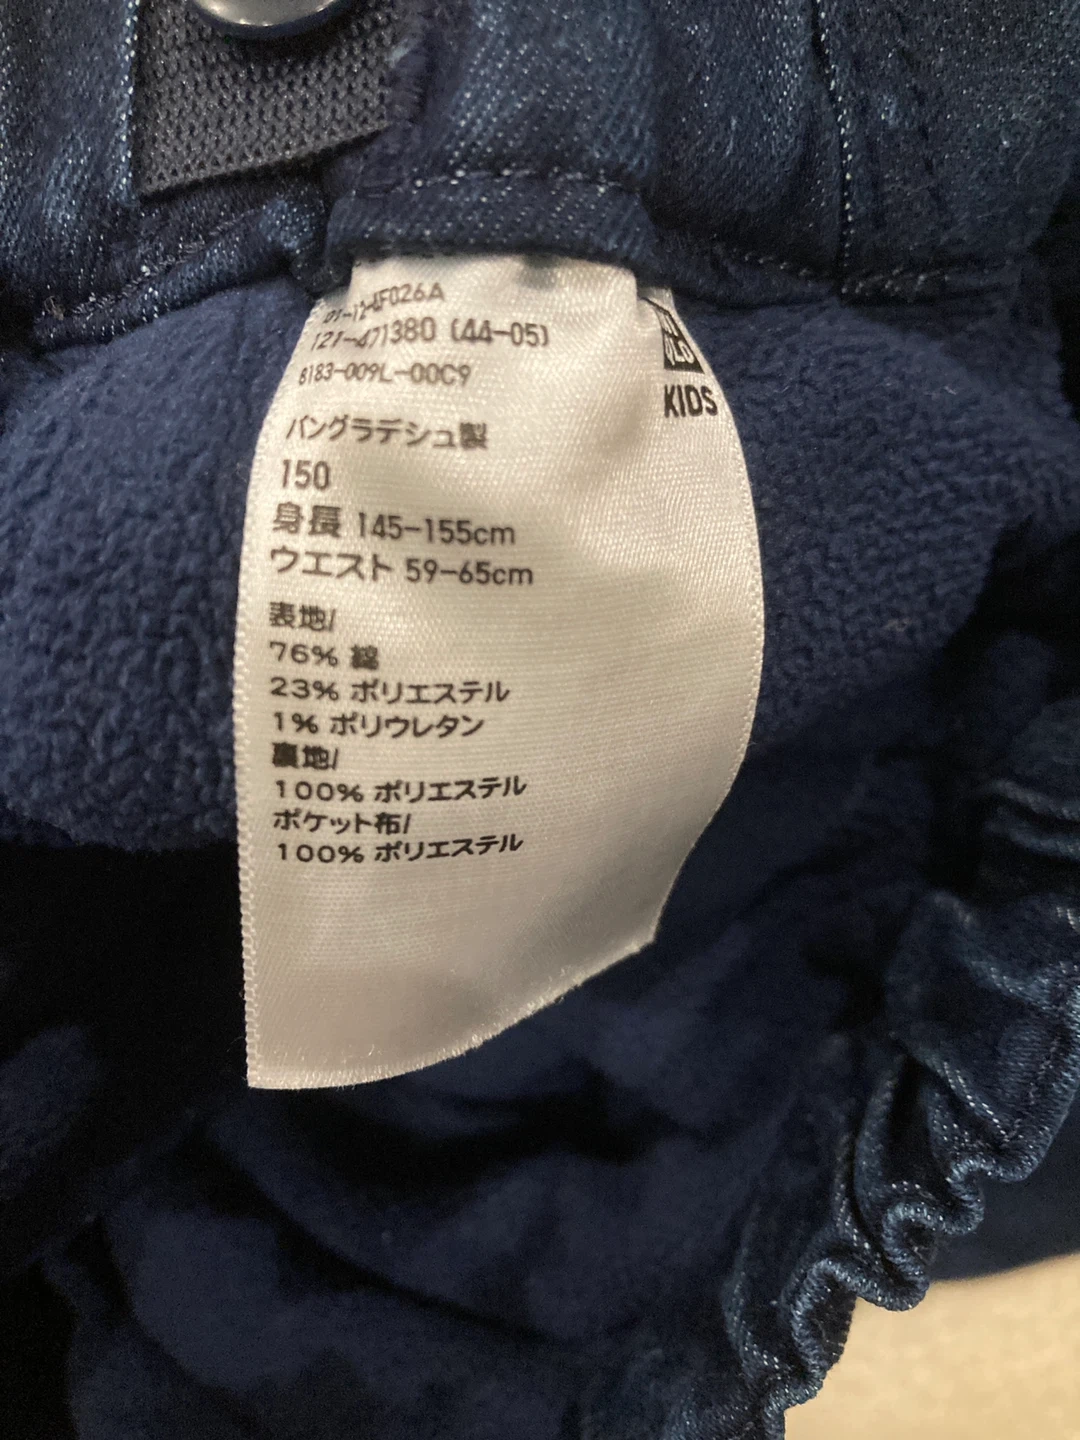 01-124F026A
121-471380 (44-05)
6183-009L-00C9
KIDS
バングラデシュ製
150
身長 145-155cm
ウエスト 59-65cm
表地/
76% 綿
23% ポリエステル
1% ポリウレタン
裏地/
100% ポリエステル
ポケット布/
100% ポリエステル